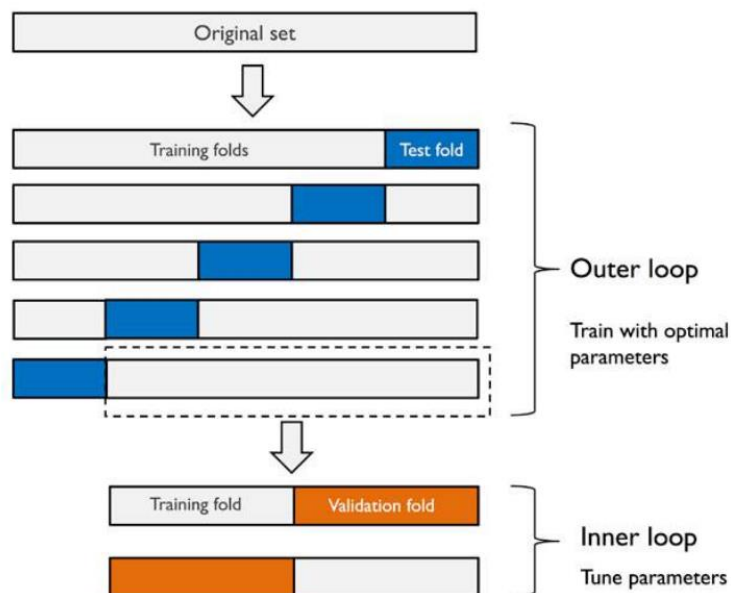 Original set
Training folds
Test fold
Outer loop
Train with optimal
parameters
Training fold
Validation fold
Inner loop
Tune parameters